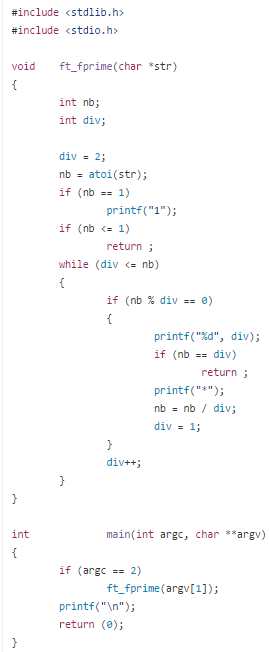 #include <stdlib.h>
#include <stdio.h>

void    ft_fprime(char *str)
{
        int nb;
        int div;

        div = 2;
        nb = atoi(str);
        if (nb == 1)
                printf("1");
        if (nb <= 1)
                return ;
        while (div <= nb)
        {
                if (nb % div == 0)
                {
                        printf("%d", div);
                        if (nb == div)
                                return ;
                        printf("*");
                        nb = nb / div;
                        div = 1;
                }
                div++;
        }
}

int             main(int argc, char **argv)
{
        if (argc == 2)
                ft_fprime(argv[1]);
        printf("\n");
        return (0);
}